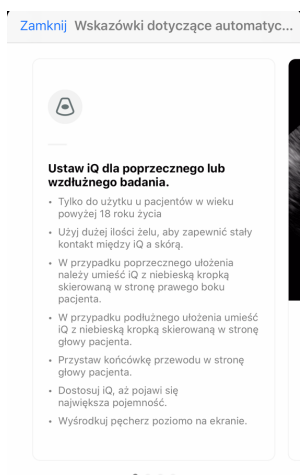 Zamknij Wskazówki dotyczące automatyc...
Ustaw iQ dla poprzecznego lub
wzdłużnego badania.
• Tylko do użytku u pacjentów w wieku
powyżej 18 roku życia
• Użyj dużej ilości żelu, aby zapewnić stały
kontakt między iQ a skórą.
• W przypadku poprzecznego ułożenia
należy umieść iQ z niebieską kropką
skierowaną w stronę prawego boku
pacjenta.
• W przypadku podłużnego ułożenia umieść
iQ z niebieską kropką skierowaną w stronę
głowy pacjenta.
• Przystaw końcówkę przewodu w stronę
głowy pacjenta.
• Dostosuj iQ, aż pojawi się
największa pojemność.
• Wyśrodkuj pęcherz poziomo na ekranie.